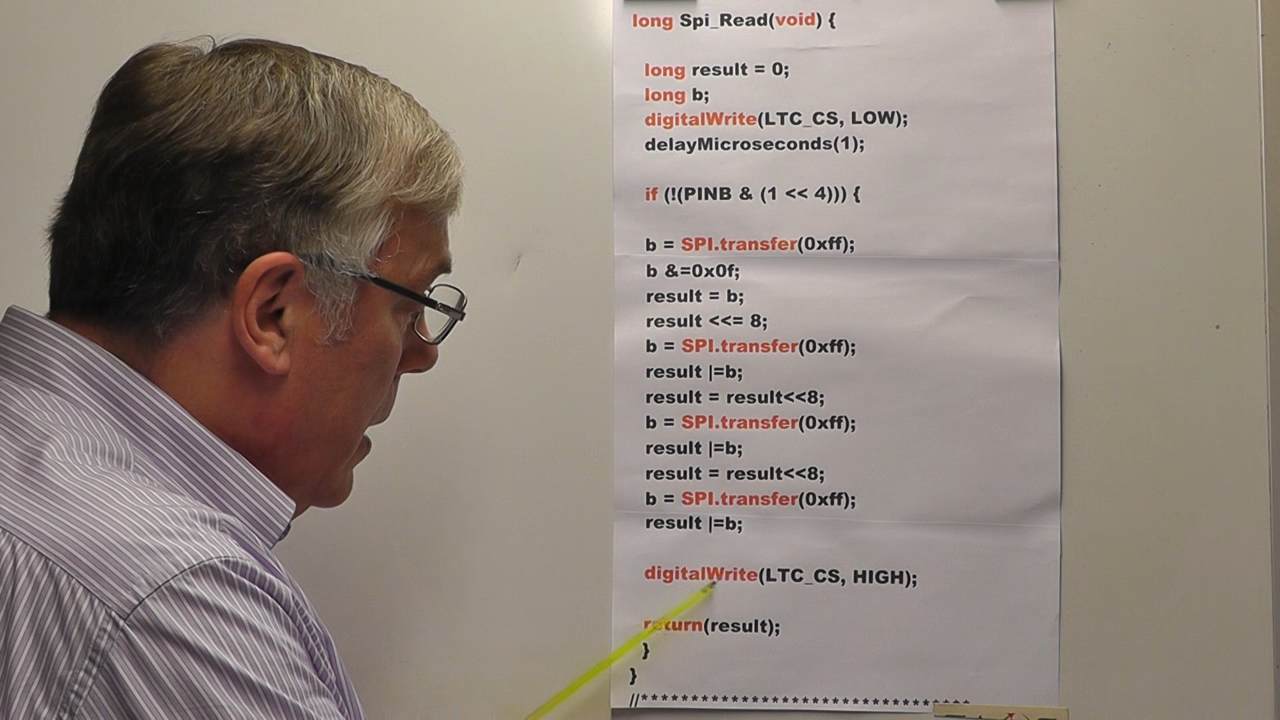 long Spi_Read(void) {
long result = 0;
long b;
digitalWrite(LTC_CS, LOW);
delayMicroseconds(1);
if (!(PINB & (1 << 4))) {
b = SPI.transfer(0xff);
b &=0x0f;
result = b;
result <<= 8;
b = SPI.transfer(0xff);
result |=b;
result = result<<8;
b = SPI.transfer(0xff);
result |=b;
result = result<<8;
b = SPI.transfer(0xff);
result |=b;
digitalWrite(LTC_CS, HIGH);
return(result);
}
}
//******************************